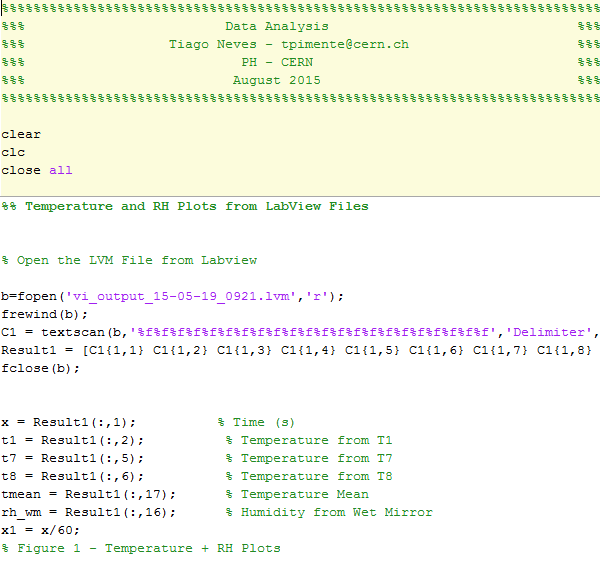 %%%%%%%%%%%%%%%%%%%%%%%%%%%%%%%%%%%%%%%%%%%%%%%%%%%%%%%%%%%%%%%%%%%%%%%%%%%%%
%%% Data Analysis %%%
%%% Tiago Neves - tpimente@cern.ch %%%
%%% PH - CERN %%%
%%% August 2015 %%%
%%%%%%%%%%%%%%%%%%%%%%%%%%%%%%%%%%%%%%%%%%%%%%%%%%%%%%%%%%%%%%%%%%%%%%%%%%%%%
clear
clc
close all
%% Temperature and RH Plots from LabView Files
% Open the LVM File from Labview
b=fopen('vi_output_15-05-19_0921.lvm','r');
frewind(b);
C1 = textscan(b,'%f%f%f%f%f%f%f%f%f%f%f%f%f%f%f%f%f%f%f%f%f%f','Delimiter',
Result1 = [C1{1,1} C1{1,2} C1{1,3} C1{1,4} C1{1,5} C1{1,6} C1{1,7} C1{1,8}
fclose(b);
x = Result1(:,1); % Time (s)
t1 = Result1(:,2); % Temperature from T1
t7 = Result1(:,5); % Temperature from T7
t8 = Result1(:,6); % Temperature from T8
tmean = Result1(:,17); % Temperature Mean
rh_wm = Result1(:,16); % Humidity from Wet Mirror
x1 = x/60;
% Figure 1 - Temperature + RH Plots